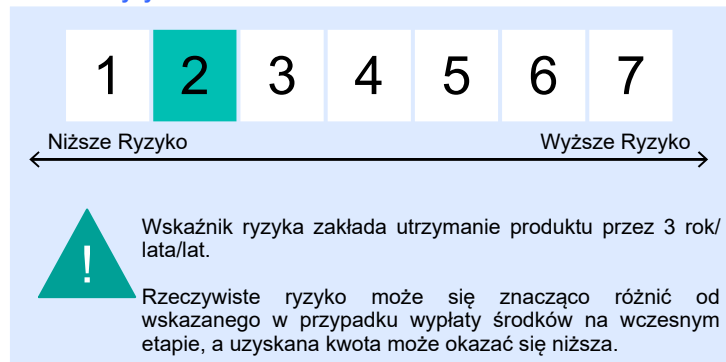 1 2 3 4 5 6 7
Niższe Ryzyko Wyższe Ryzyko
! Wskaźnik ryzyka zakłada utrzymanie produktu przez 3 rok/
lata/lat.
Rzeczywiste ryzyko może się znacząco różnić od
wskazanego w przypadku wypłaty środków na wczesnym
etapie, a uzyskana kwota może okazać się niższa.